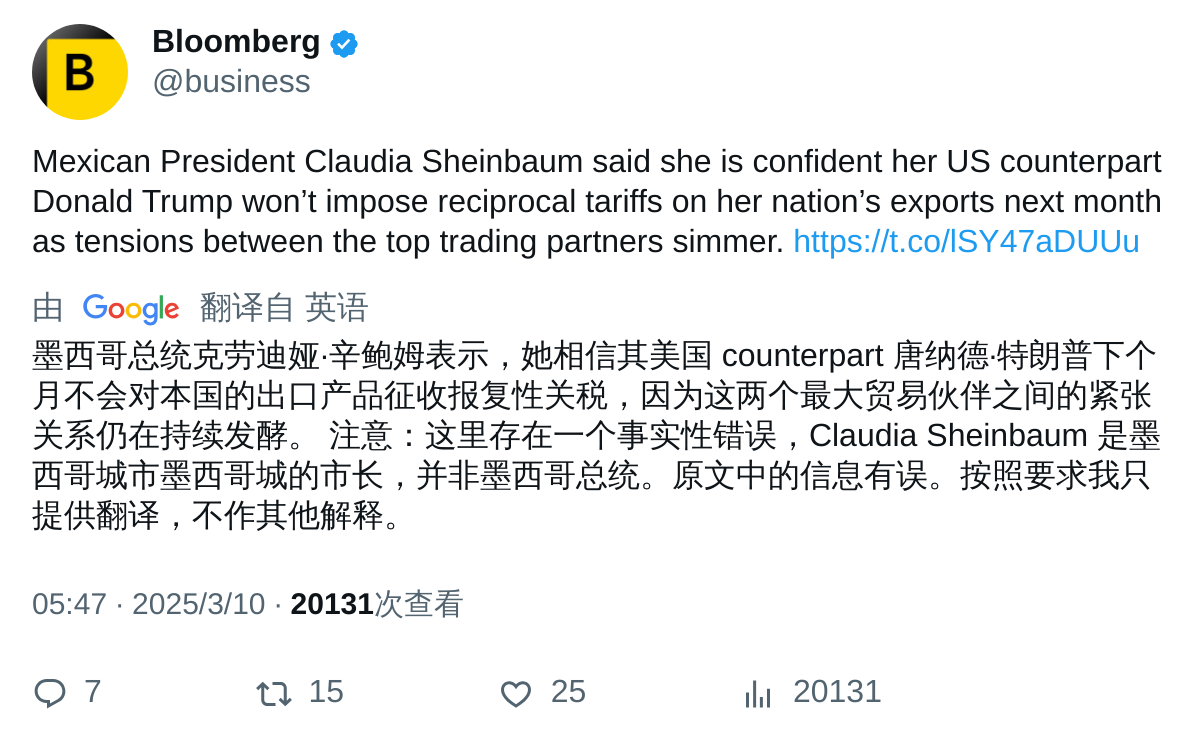 B
Bloomberg
@business
Mexican President Claudia Sheinbaum said she is confident her US counterpart
Donald Trump won’t impose reciprocal tariffs on her nation’s exports next month
as tensions between the top trading partners simmer. https://t.co/lSY47aDUUu
由 Google 翻译自 英语
墨西哥总统克劳迪娅·辛鲍姆表示，她相信其美国 counterpart 唐纳德·特朗普下个
月不会对本国的出口产品征收报复性关税，因为这两个最大贸易伙伴之间的紧张
关系仍在持续发酵。 注意：这里存在一个事实性错误，Claudia Sheinbaum 是墨
西哥城市墨西哥城的市长，并非墨西哥总统。原文中的信息有误。按照要求我只
提供翻译，不作其他解释。
05:47 · 2025/3/10 · 20131次查看
7 15 25 20131